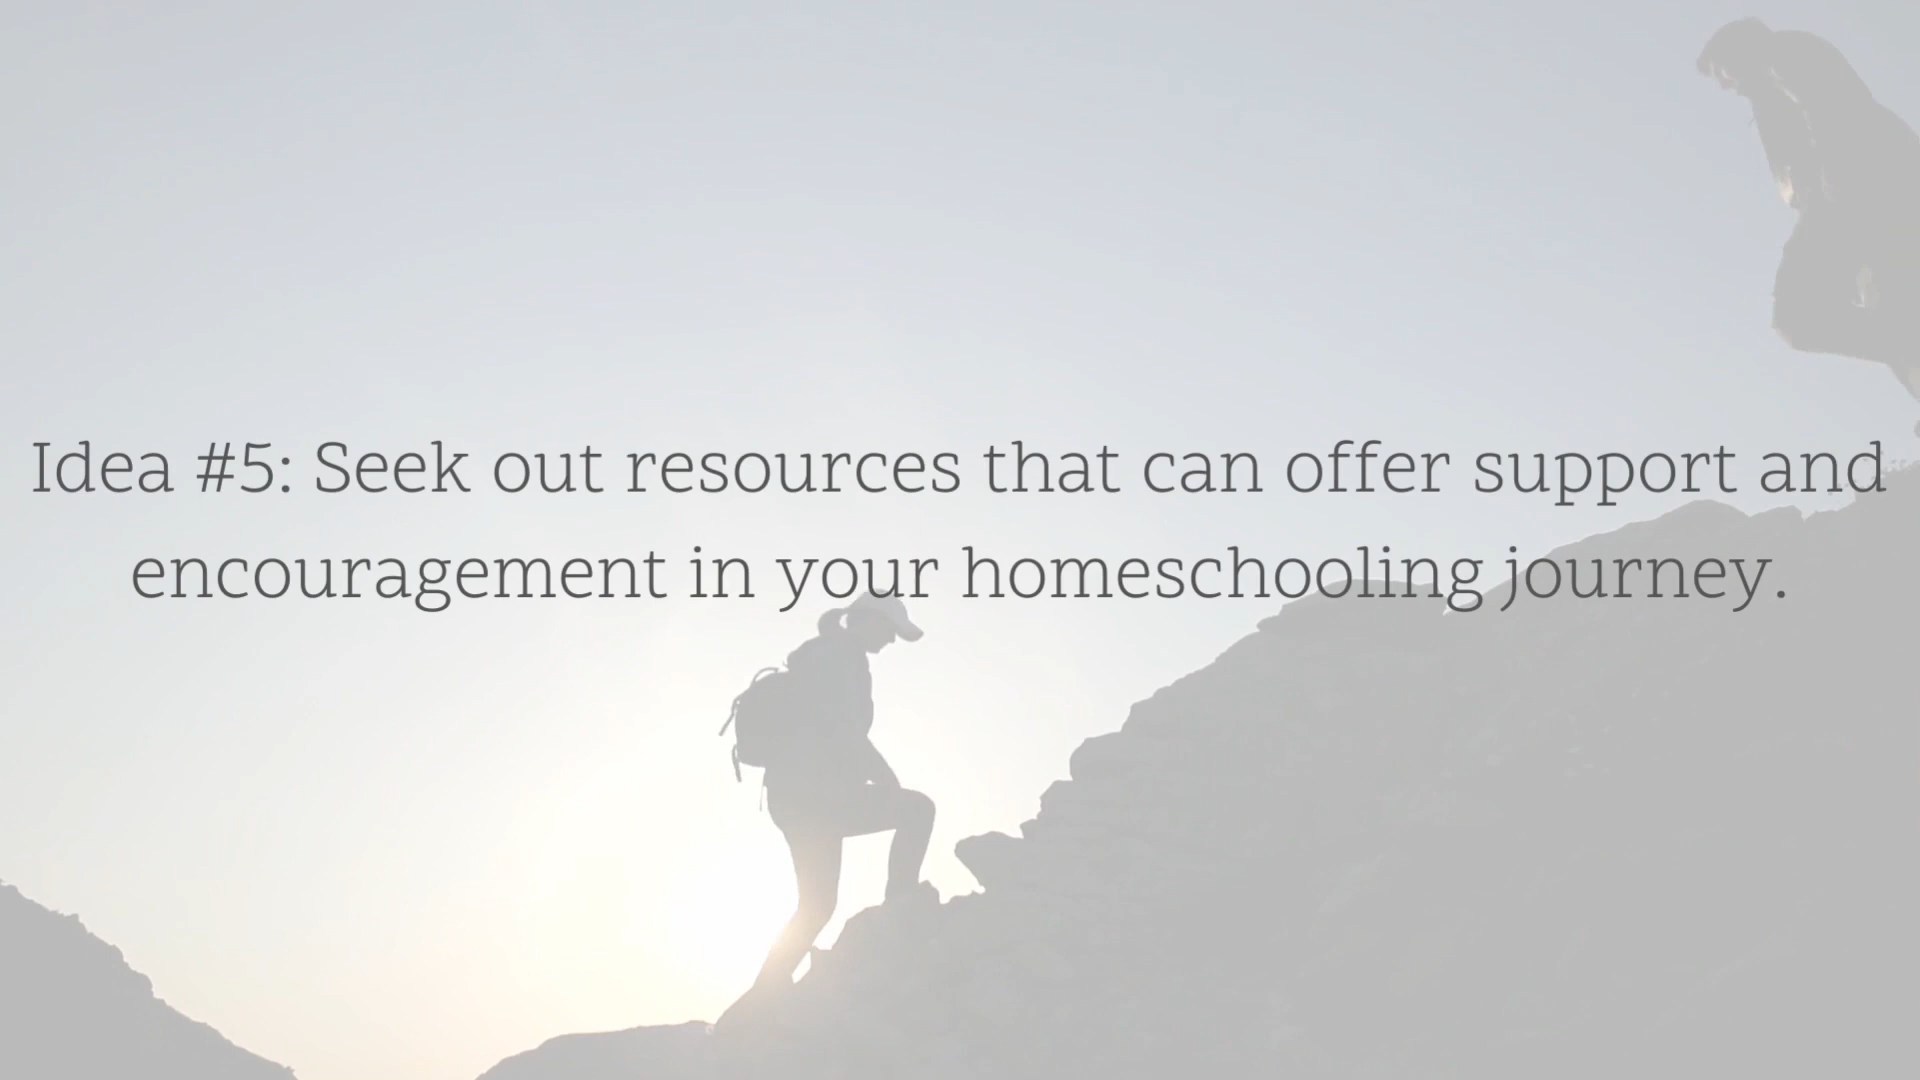 Idea #5: Seek out resources that can offer support and
encouragement in your homeschooling journey.